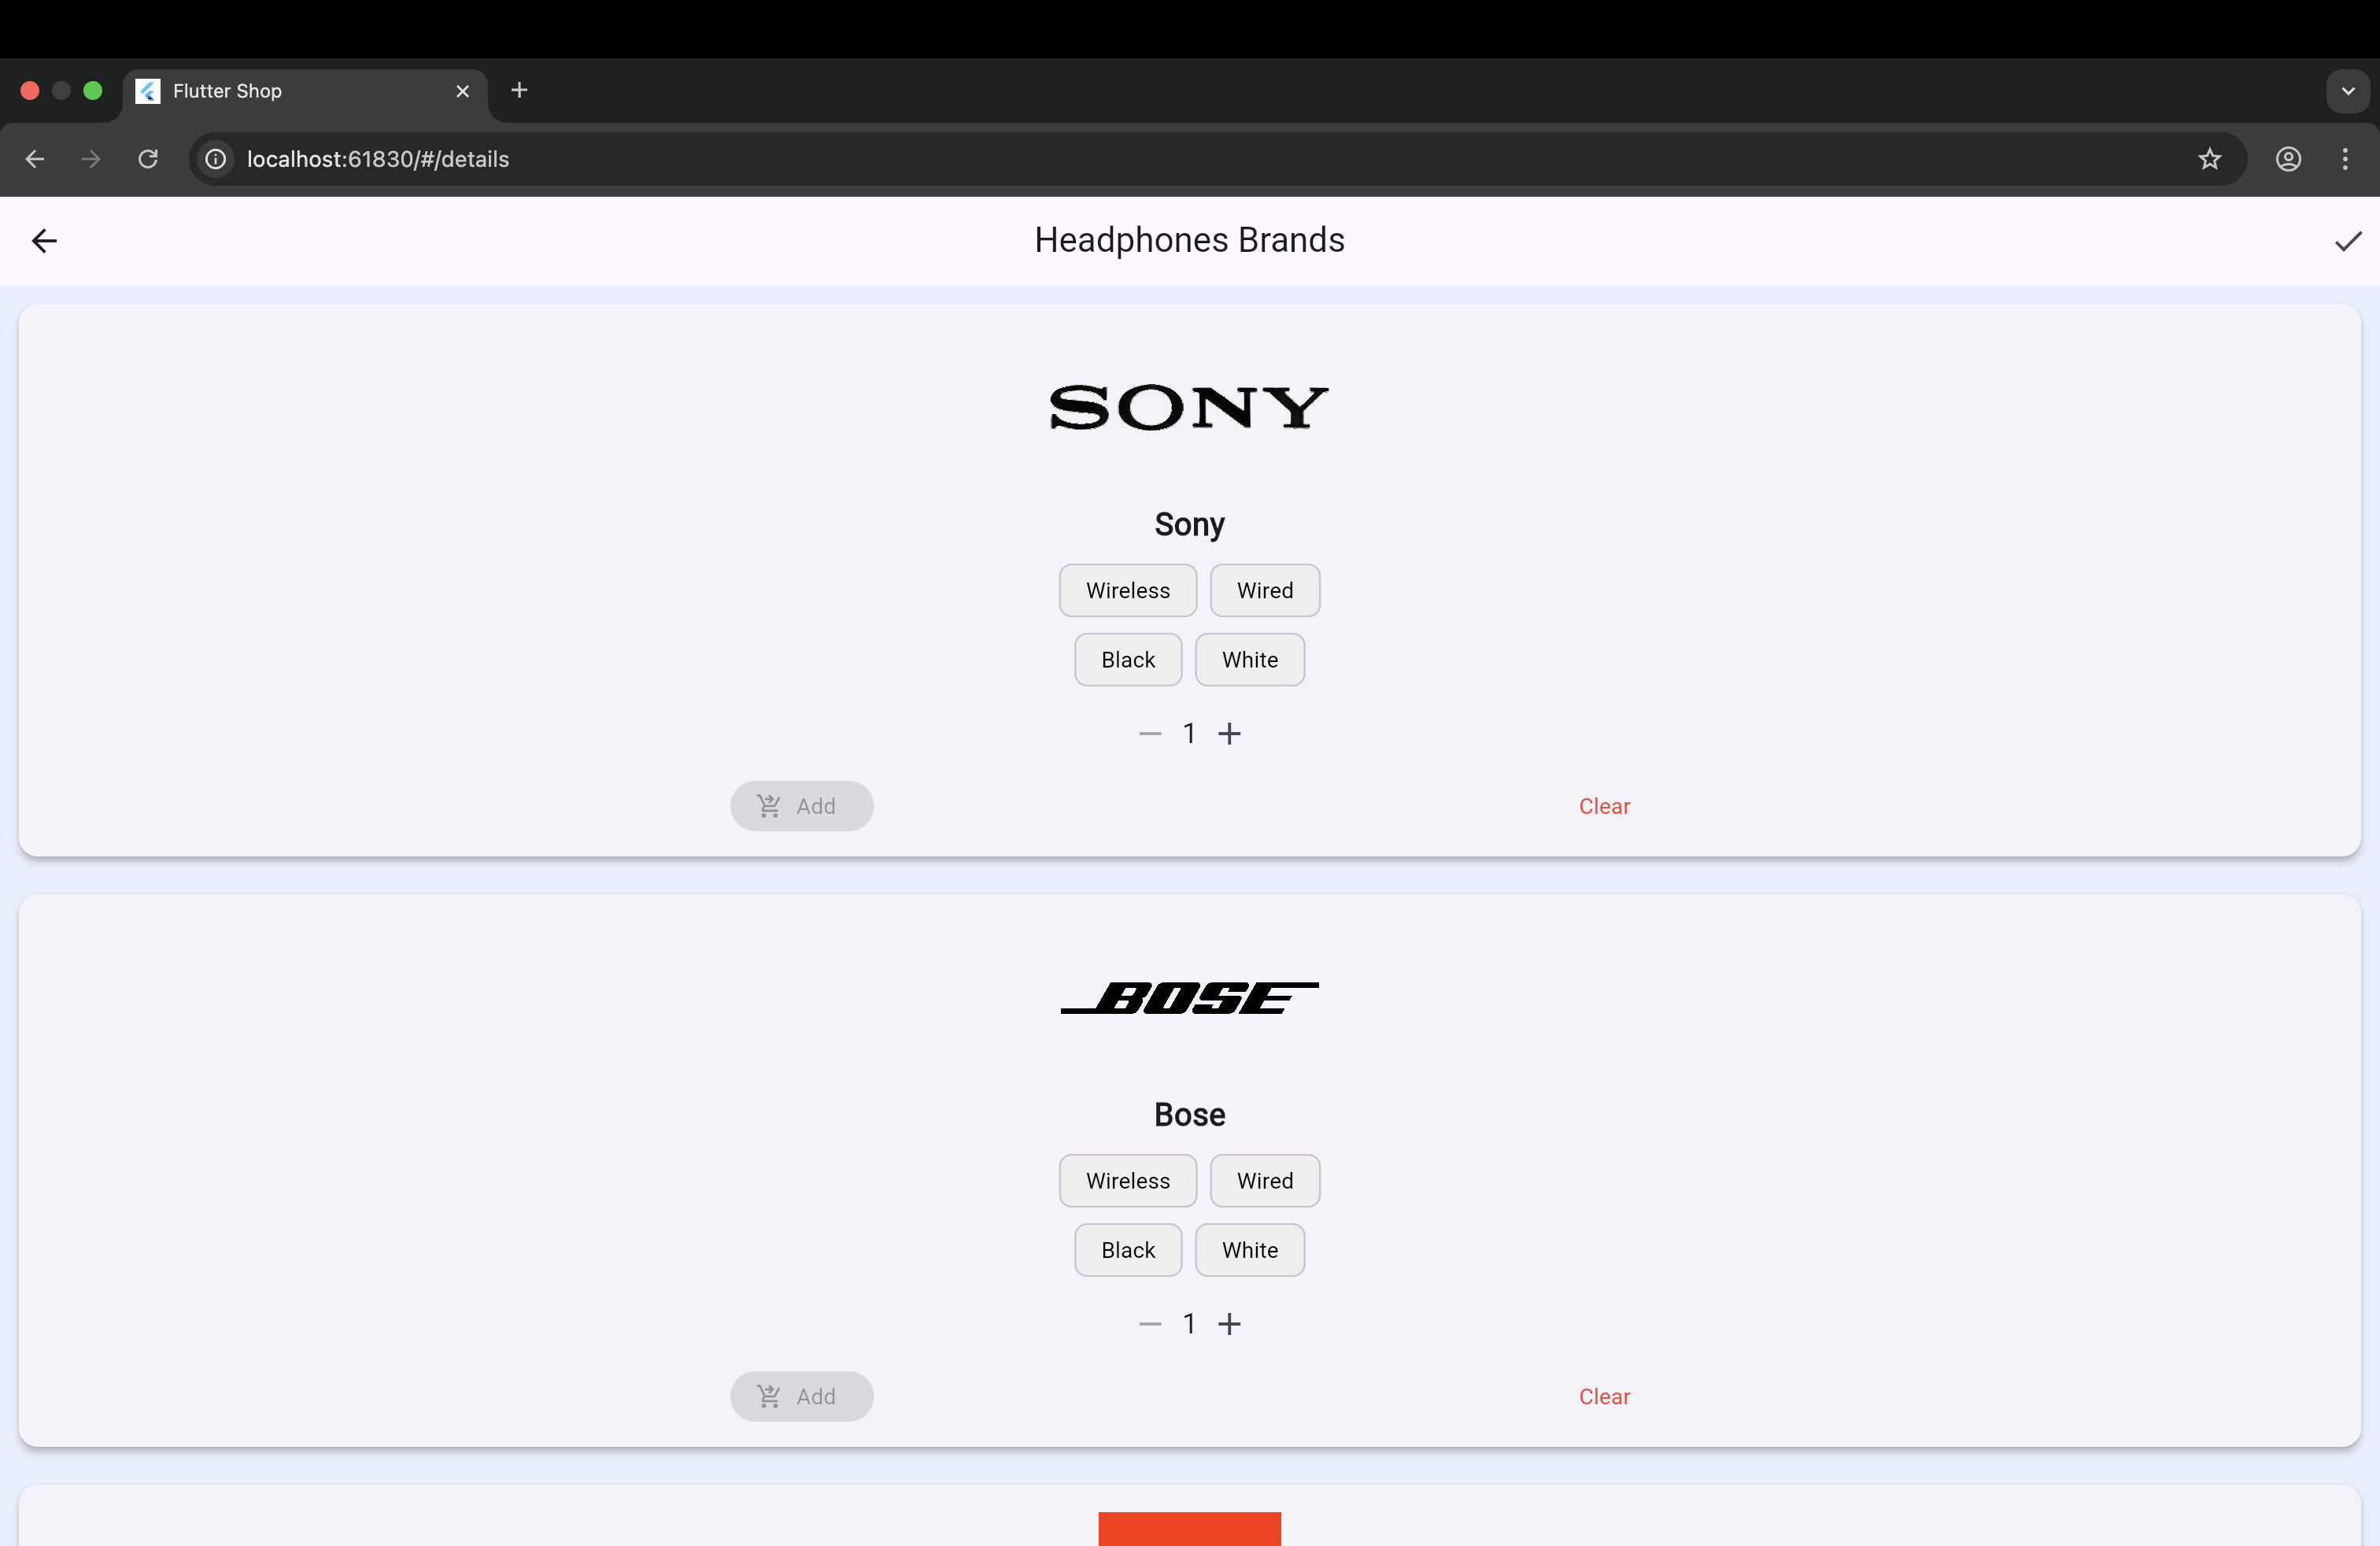 Flutter Shop
localhost:61830/#/details
Headphones Brands
SONY
Sony
Wireless Wired
Black White
1
Add Clear
BOSE
Bose
Wireless Wired
Black White
1
Add Clear